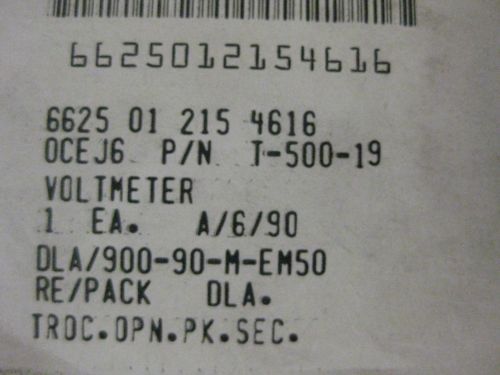 6625012154616
6625 01 215 4616
OCEJ6 P/N T-500-19
VOLTMETER
1 EA. A/6/90
DLA/900-90-M-EM50
RE/PACK DLA.
TROC.OPN.PK.SEC.